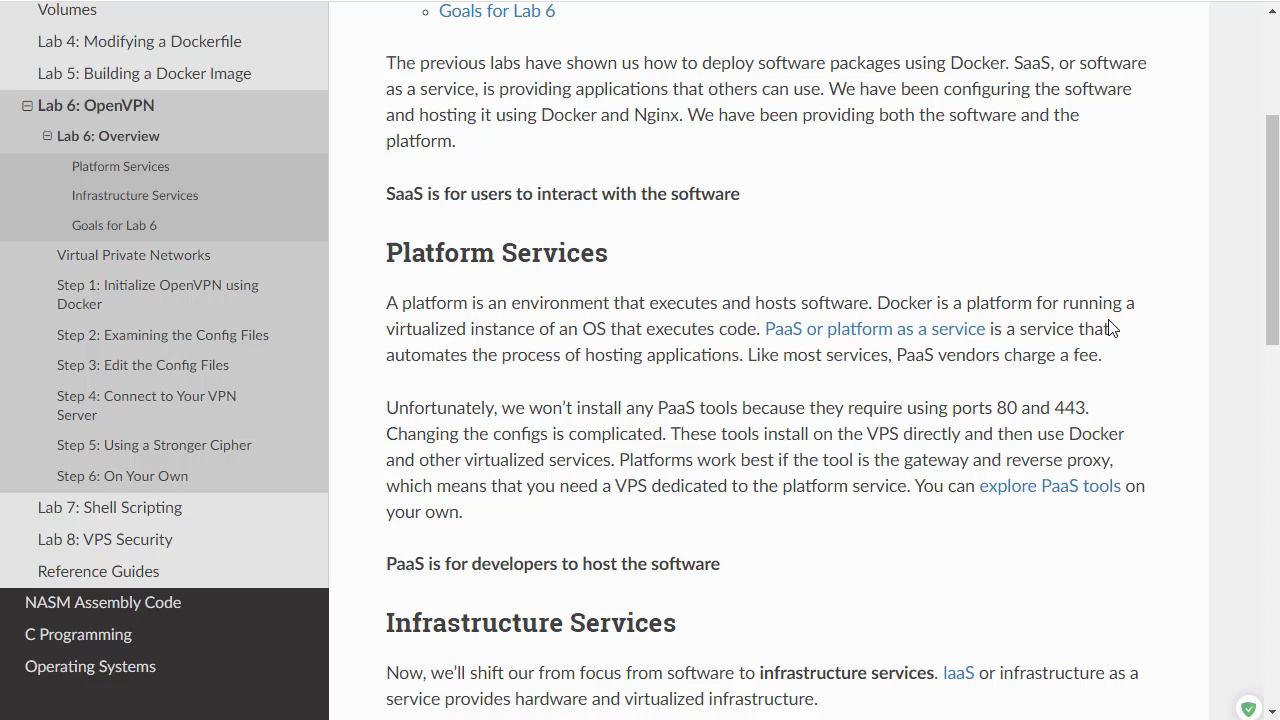 Volumes
Lab 4: Modifying a Dockerfile
Lab 5: Building a Docker Image
Lab 6: OpenVPN
Lab 6: Overview
Platform Services
Infrastructure Services
Goals for Lab 6
Virtual Private Networks
Step 1: Initialize OpenVPN using
Docker
Step 2: Examining the Config Files
Step 3: Edit the Config Files
Step 4: Connect to Your VPN
Server
Step 5: Using a Stronger Cipher
Step 6: On Your Own
Lab 7: Shell Scripting
Lab 8: VPS Security
Reference Guides
NASM Assembly Code
C Programming
Operating Systems
Goals for Lab 6
The previous labs have shown us how to deploy software packages using Docker. SaaS, or software
as a service, is providing applications that others can use. We have been configuring the software
and hosting it using Docker and Nginx. We have been providing both the software and the
platform.
SaaS is for users to interact with the software
Platform Services
A platform is an environment that executes and hosts software. Docker is a platform for running a
virtualized instance of an OS that executes code. PaaS or platform as a service is a service that
automates the process of hosting applications. Like most services, PaaS vendors charge a fee.
Unfortunately, we won't install any PaaS tools because they require using ports 80 and 443.
Changing the configs is complicated. These tools install on the VPS directly and then use Docker
and other virtualized services. Platforms work best if the tool is the gateway and reverse proxy,
which means that you need a VPS dedicated to the platform service. You can explore PaaS tools on
your own.
PaaS is for developers to host the software
Infrastructure Services
Now, we'll shift our from focus from software to infrastructure services. IaaS or infrastructure as a
service provides hardware and virtualized infrastructure.